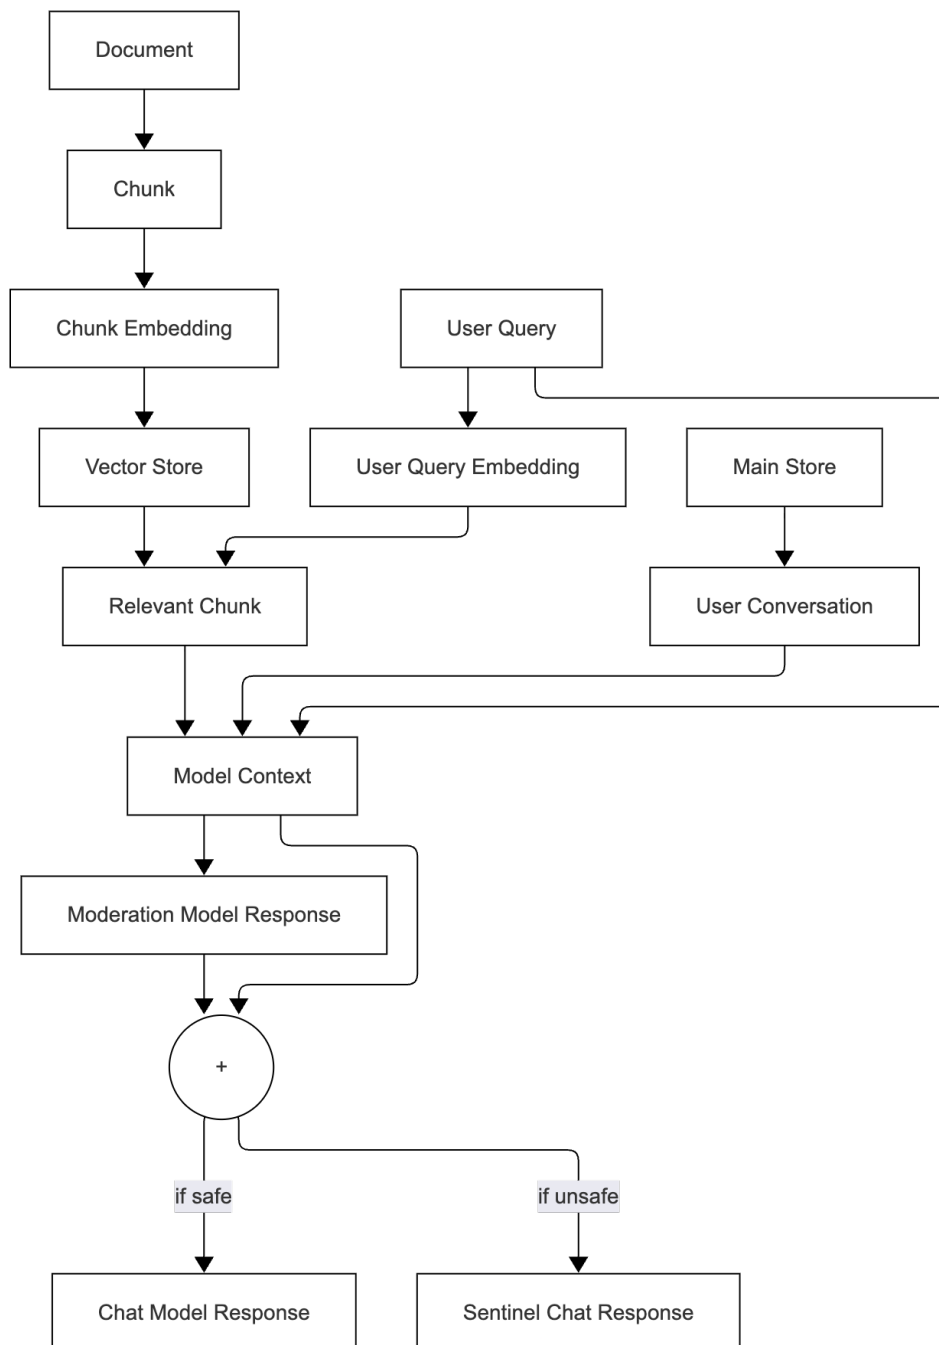 Document
Chunk
Chunk Embedding
User Query
Vector Store
User Query Embedding
Main Store
Relevant Chunk
User Conversation
Model Context
Moderation Model Response
+
if safe
if unsafe
Chat Model Response
Sentinel Chat Response